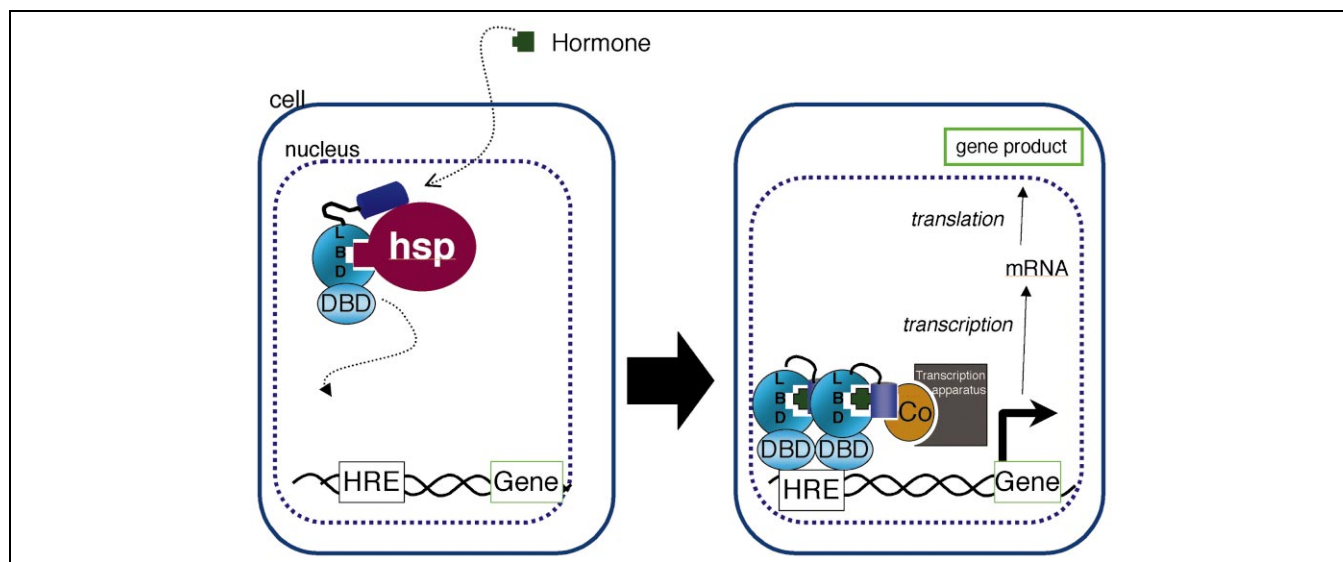 Hormone
cell
nucleus
L
B
D
hsp
DBD
HRE
Gene
gene product
translation
mRNA
transcription
L
B
D
L
B
D
Transcription
apparatus
Co
DBD
DBD
HRE
Gene